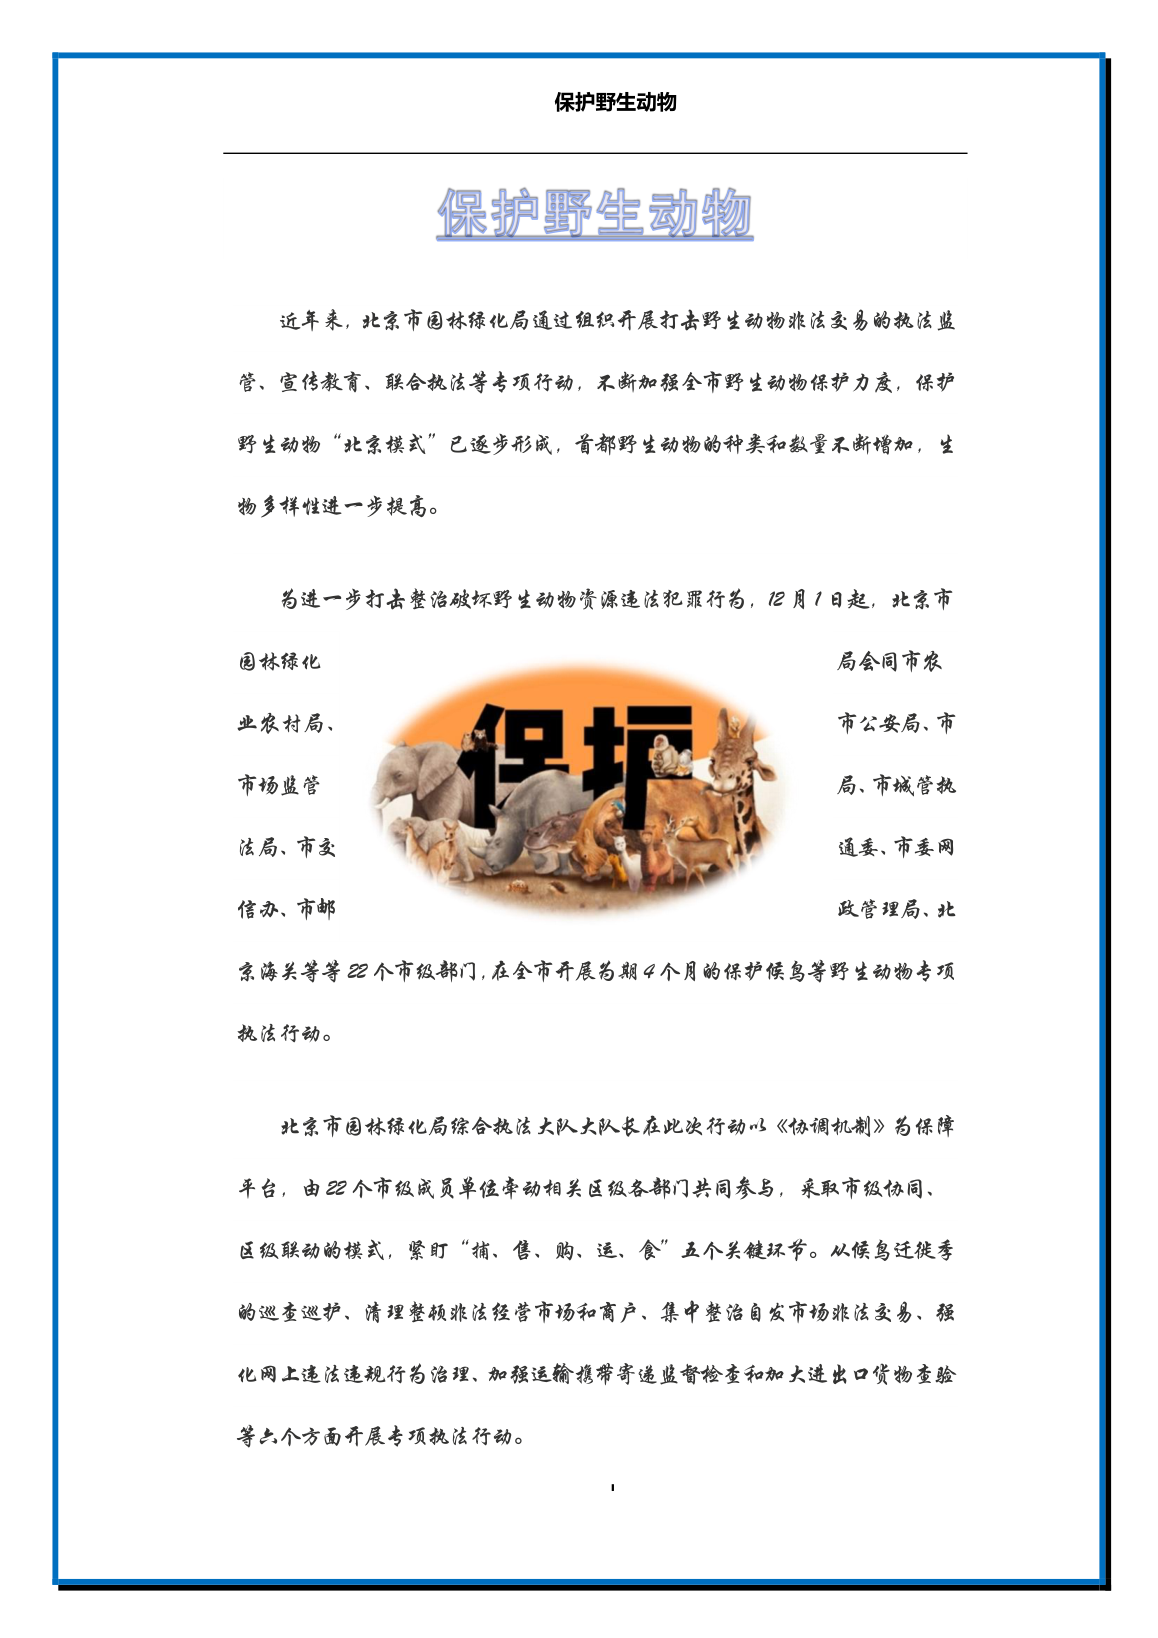 保护野生动物
保护野生动物
近年来，北京市园林绿化局通过组织开展打击野生动物非法交易的执法监
管、宣传教育、联合执法等专项行动，不断加强全市野生动物保护力度，保护
野生动物“北京模式”已逐步形成，首都野生动物的种类和数量不断增加，生
物多样性进一步提高。
为进一步打击整治破坏野生动物资源违法犯罪行为，12月1日起，北京市
园林绿化 局会同市农
业农村局、 市公安局、市
市场监管 局、市城管执
法局、市交 通委、市委网
信办、市邮 政管理局、北
保护
京海关等等22个市级部门,在全市开展为期4个月的保护候鸟等野生动物专项
执法行动。
北京市园林绿化局综合执法大队大队长在此次行动以《协调机制》为保障
平台，由22个市级成员单位牵动相关区级各部门共同参与，采取市级协同、
区级联动的模式，紧盯“捕、售、购、运、食”五个关键环节。从候鸟迁徙季
的巡查巡护、清理整顿非法经营市场和商户、集中整治自发市场非法交易、强
化网上违法违规行为治理、加强运输携带寄递监督检查和加大进出口货物查验
等六个方面开展专项执法行动。
1